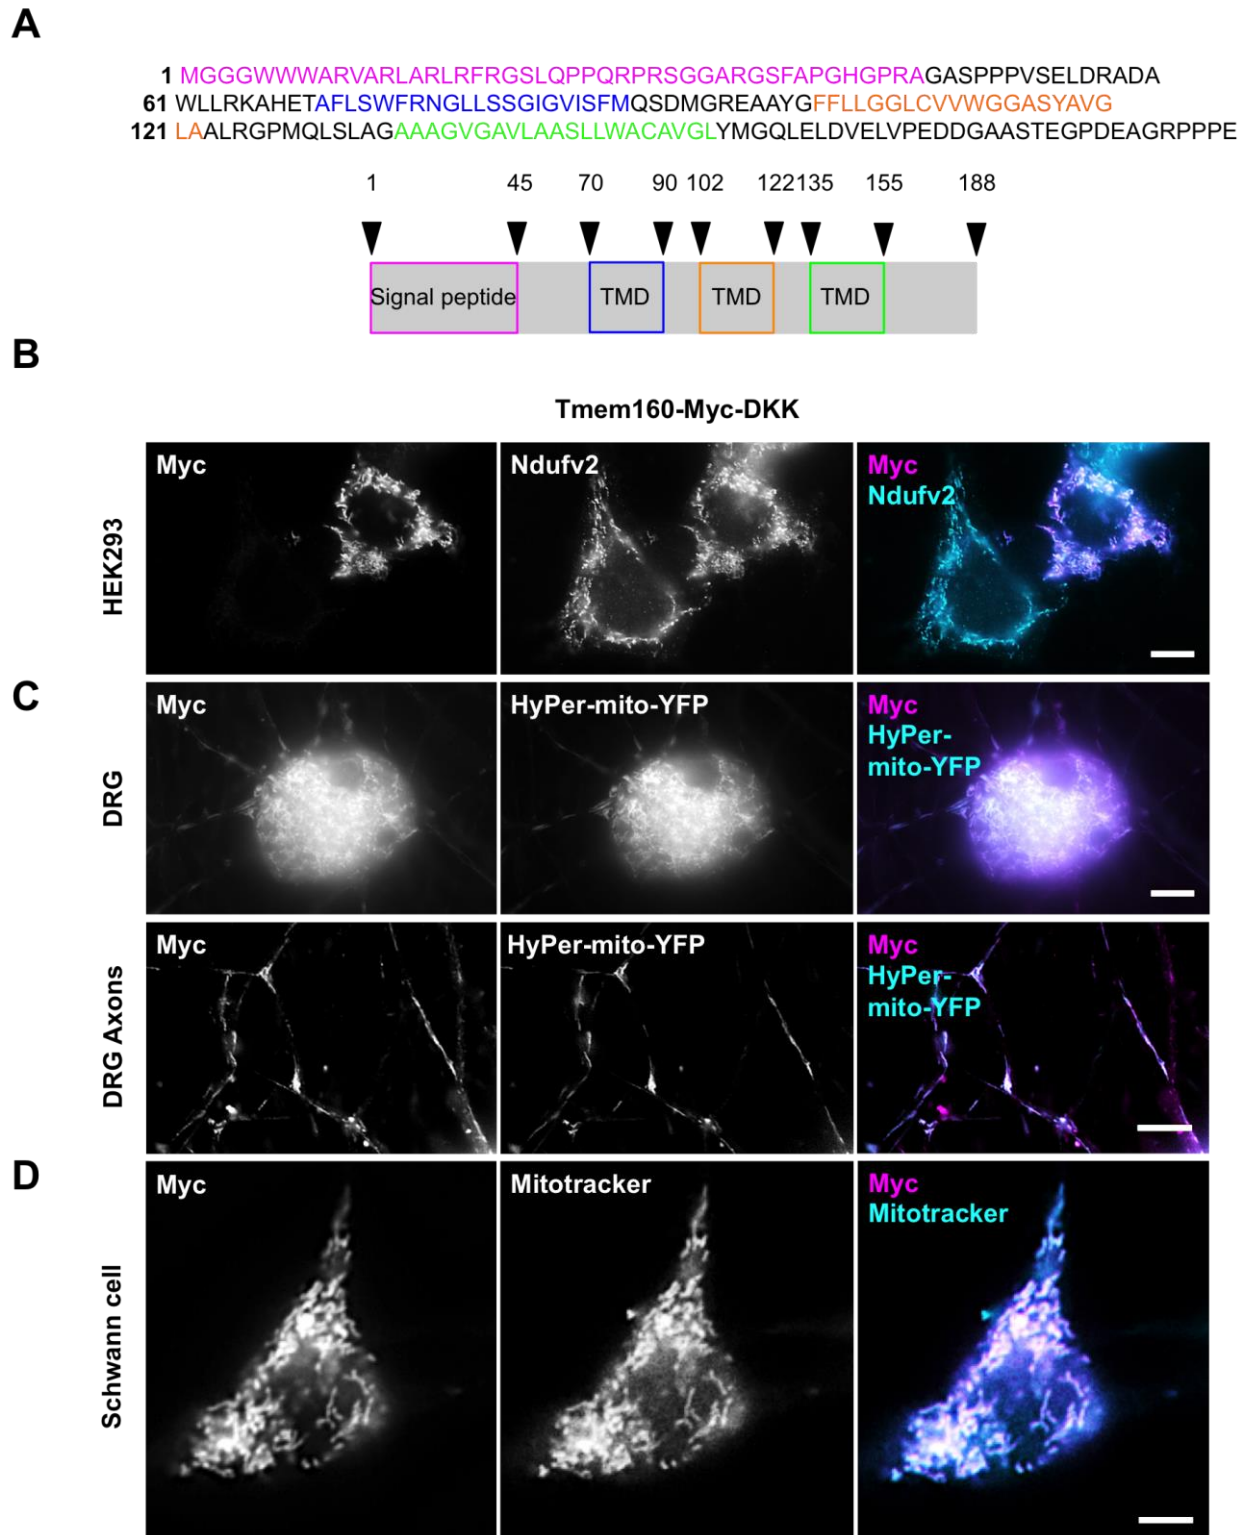 A
1 MGGGWWWARVARLARLRFRGSLQPPQRPRSGGARGSFAPGHGPRAGASPPPVSELDRADA
61 WLLRKAHETAFLSWFRNGLLSSGIGVISFMQSDMGREAAYGFFLLGGLCVVWGGASYAVG
121 LAALRGPMQLSLAGAAAGVGAVLAASLLWACAVGLYMGQLELDVELVPEDDGAASTEGPDEAGRPPPE
1 45 70 90 102 122 135 155 188
Signal peptide TMD TMD TMD
B
Tmem160-Myc-DKK
HEK293
Myc
Ndufv2
Myc
Ndufv2
C
DRG
Myc
HyPer-mito-YFP
Myc
HyPer-
mito-YFP
DRG Axons
Myc
HyPer-mito-YFP
Myc
HyPer-
mito-YFP
D
Schwann cell
Myc
Mitotracker
Myc
Mitotracker